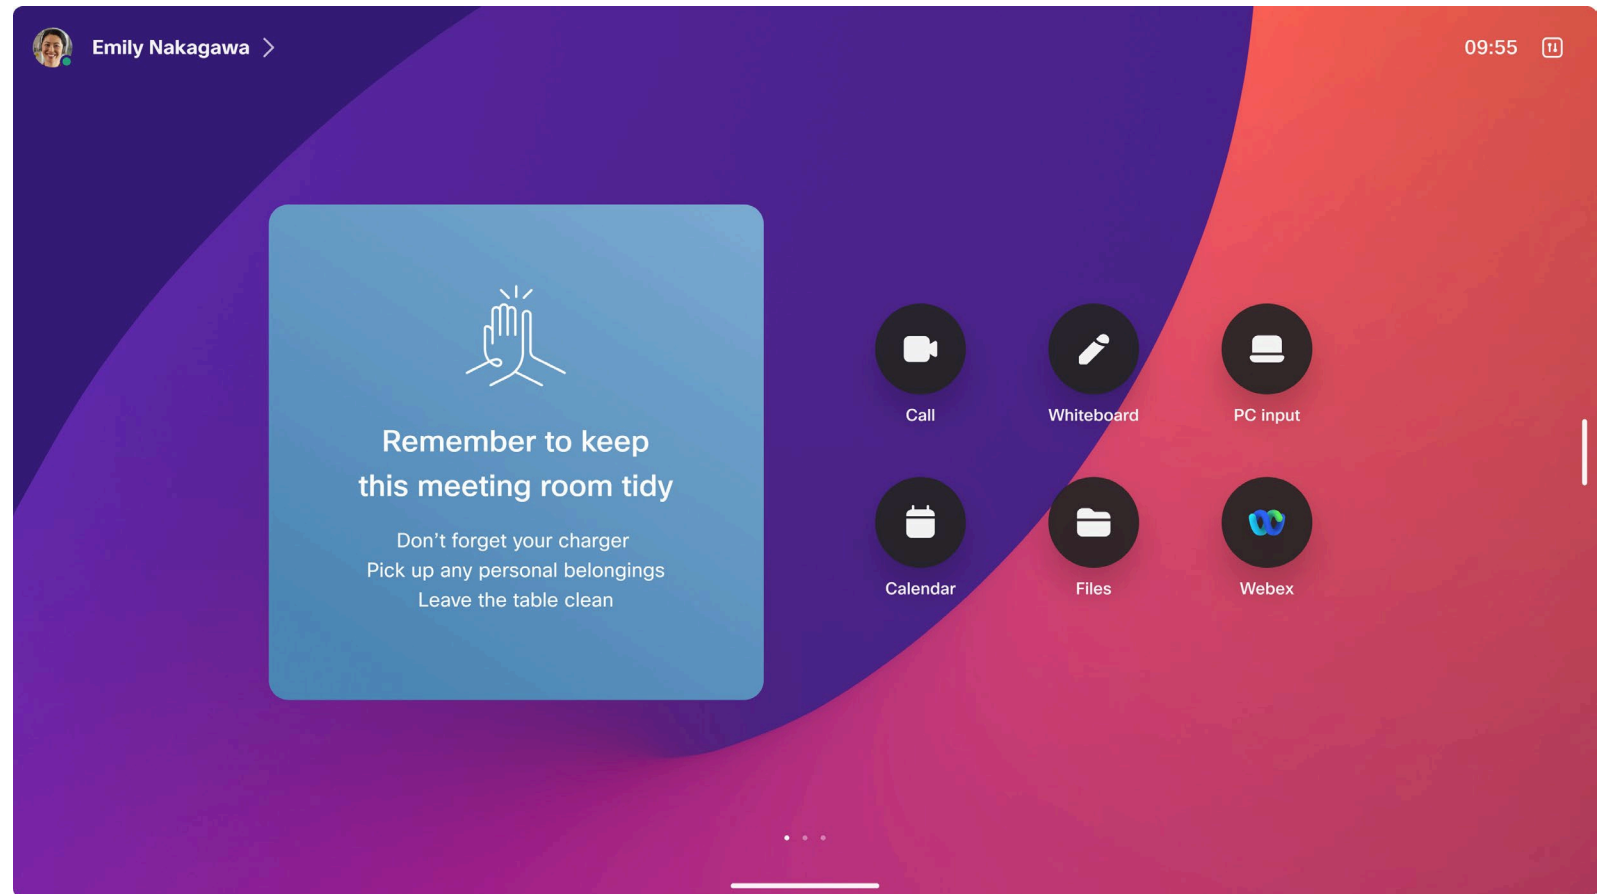 Emily Nakagawa
09:55
Remember to keep
this meeting room tidy
Don’t forget your charger
Pick up any personal belongings
Leave the table clean
Call
Whiteboard
PC input
Calendar
Files
Webex